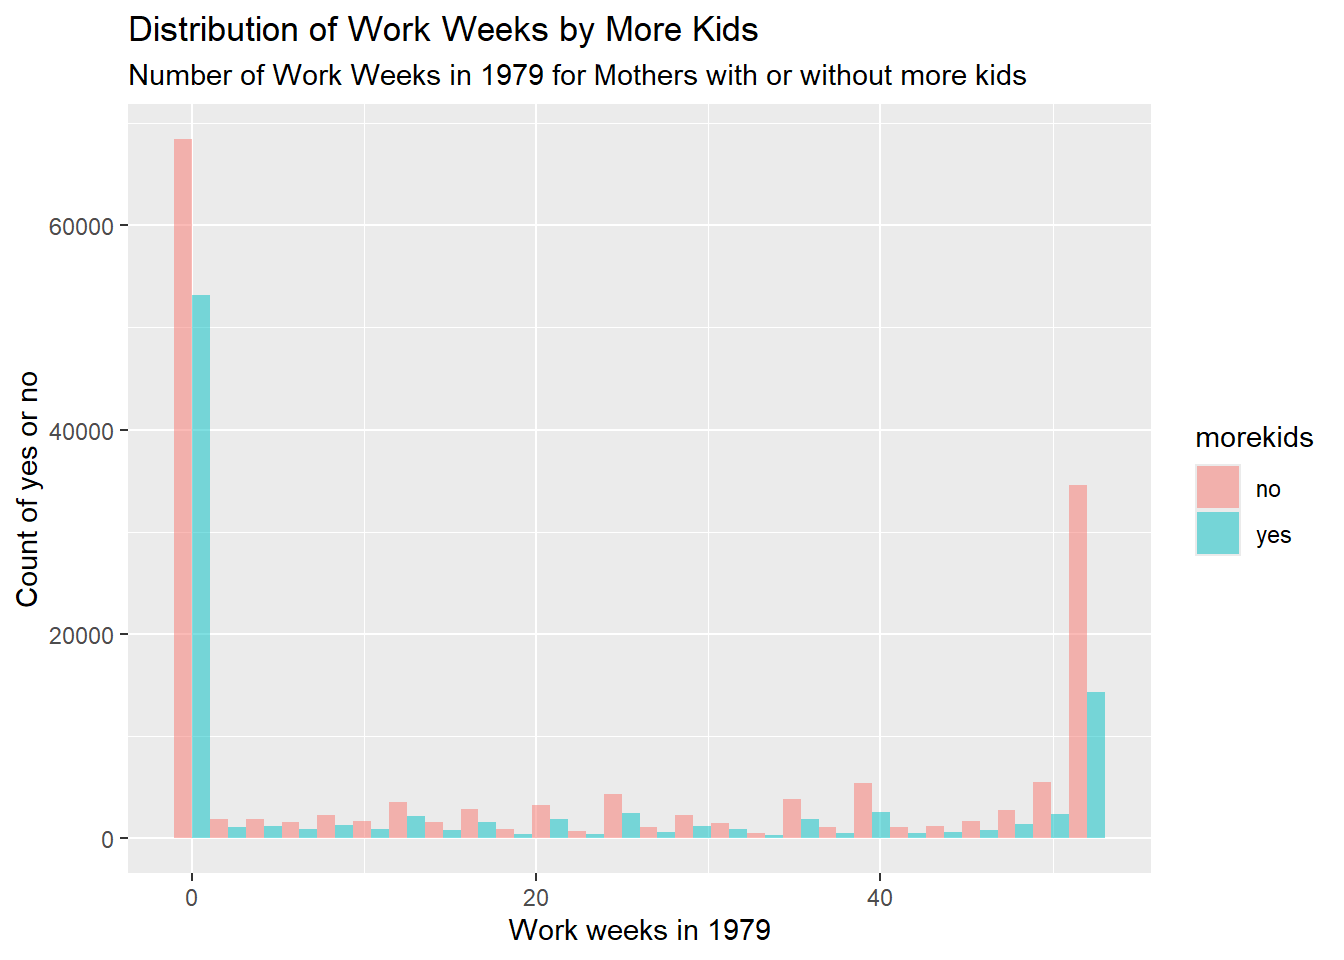 Distribution of Work Weeks by More Kids
Number of Work Weeks in 1979 for Mothers with or without more kids
Count of yes or no
60000
40000
20000
0
0 20 40
Work weeks in 1979
morekids
no
yes